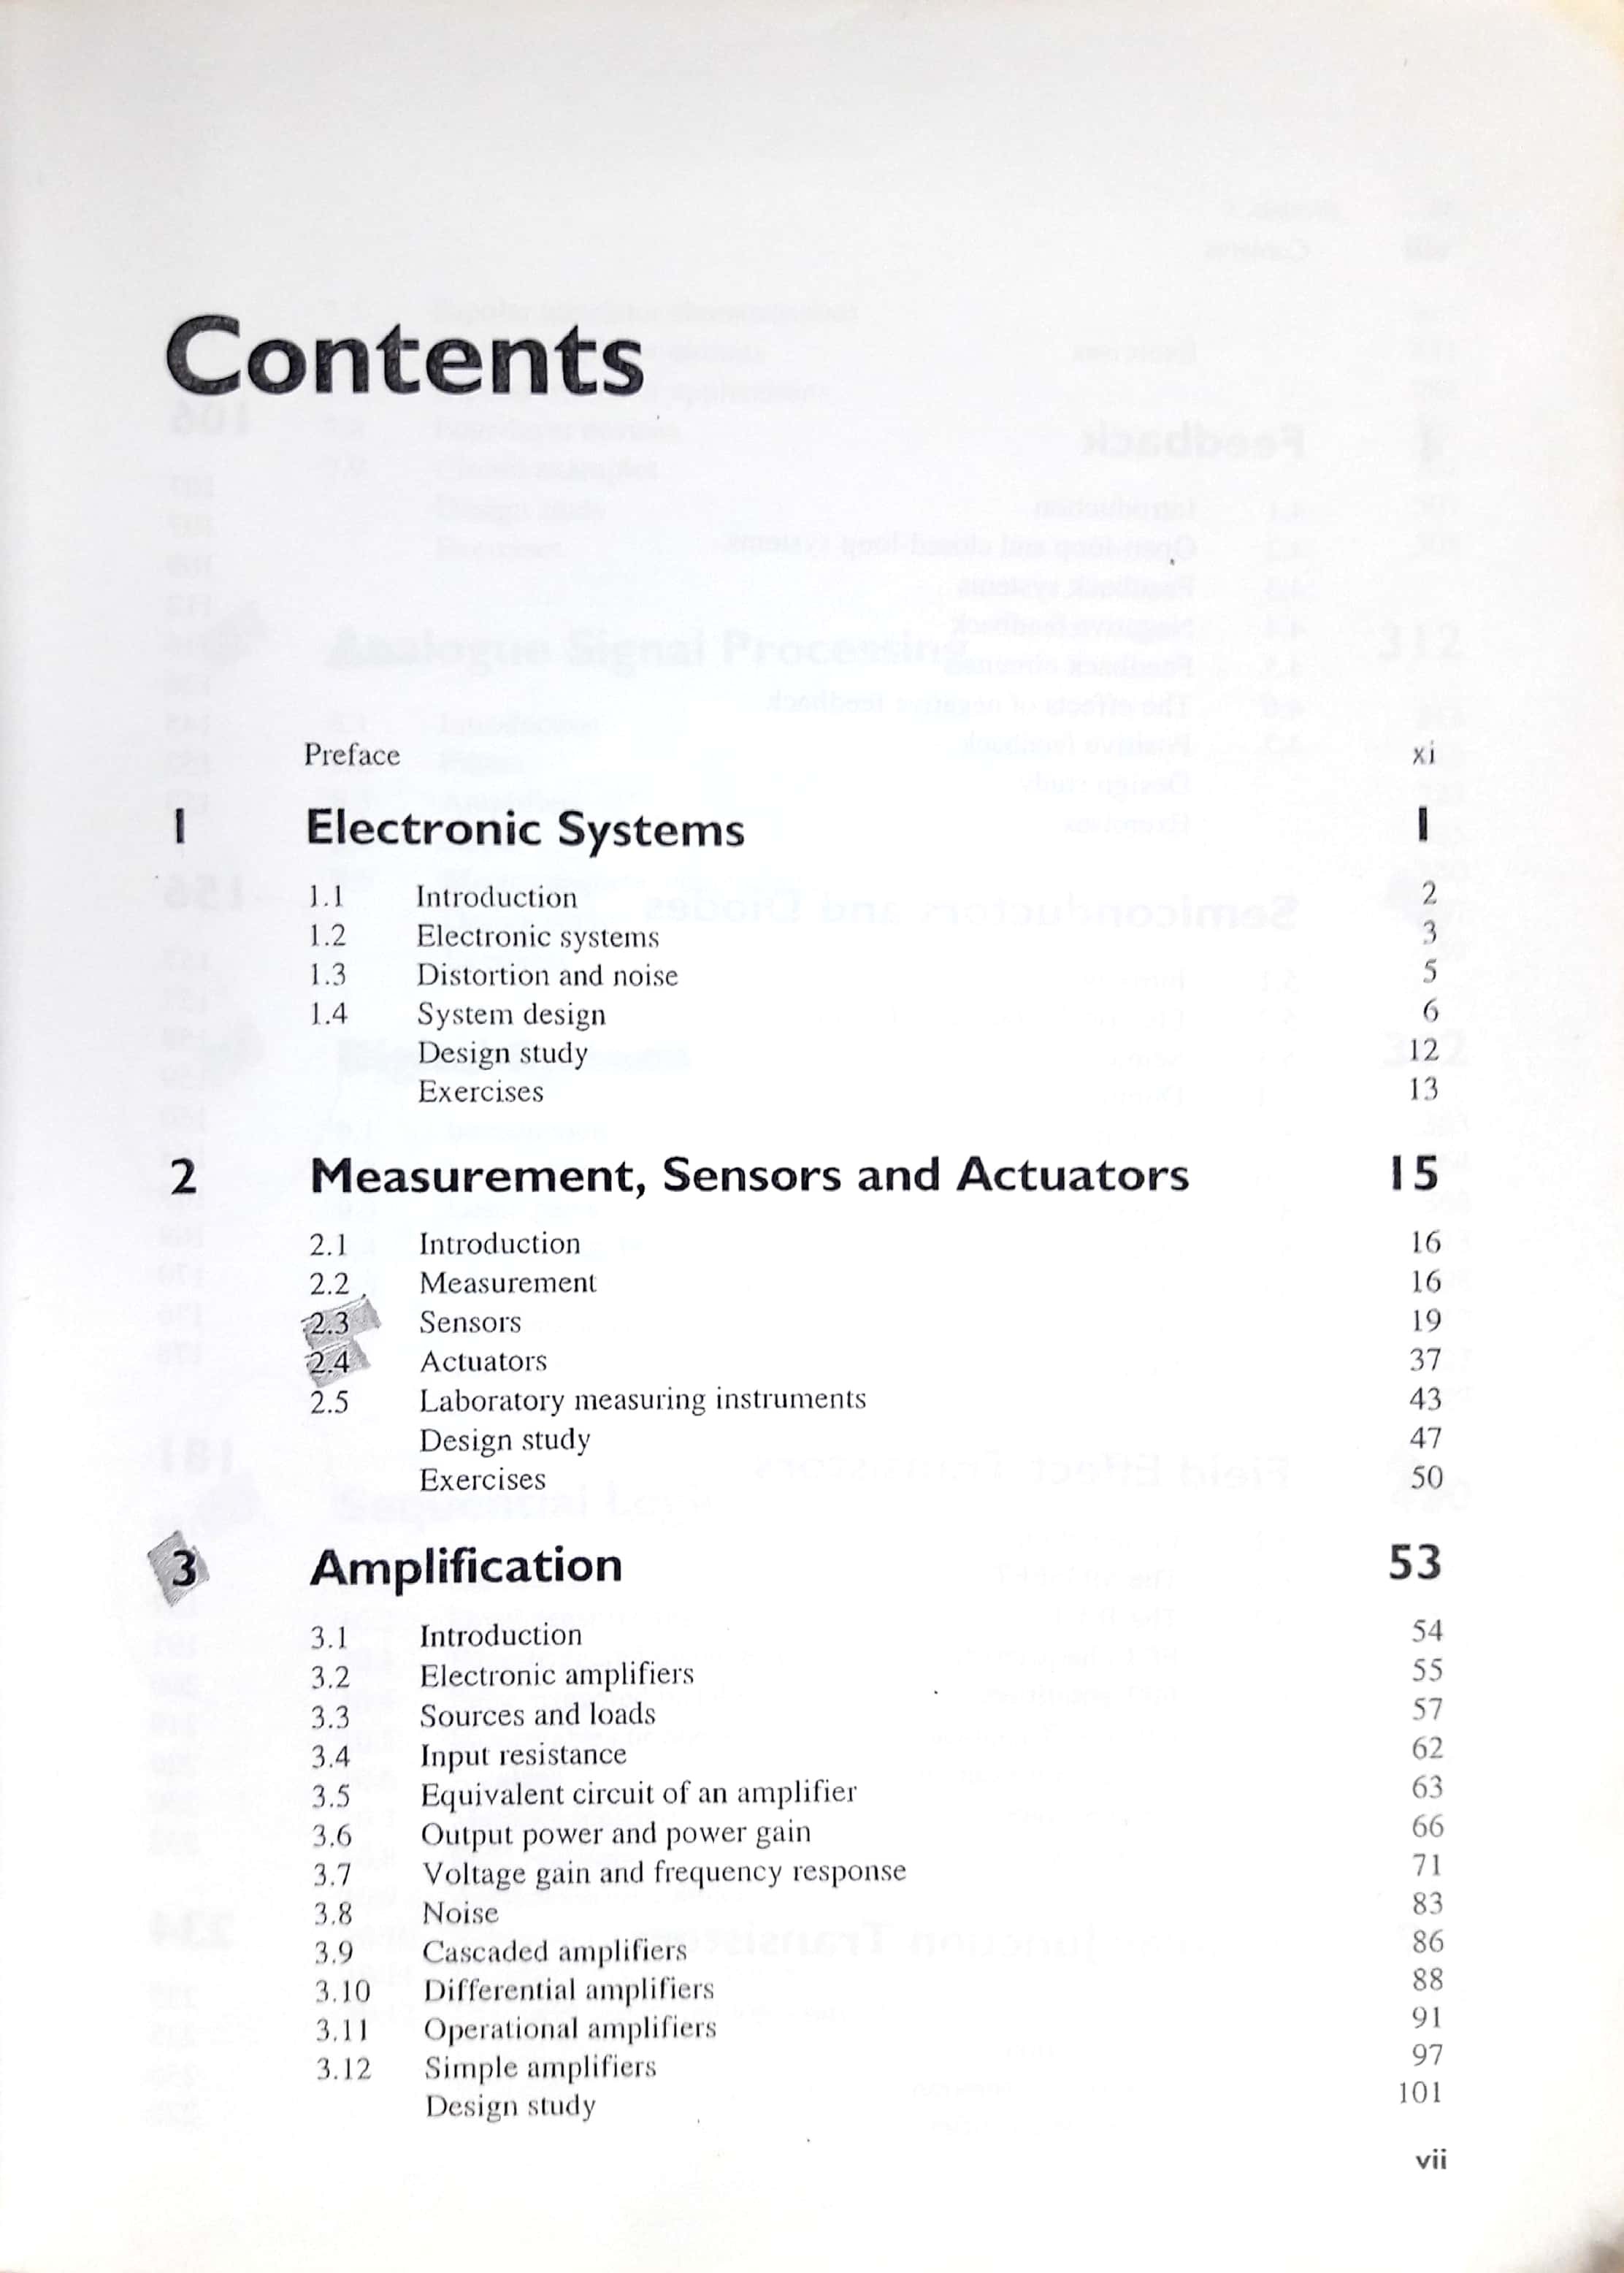 Contents
Preface xi
1 Electronic Systems 1
1.1 Introduction 2
1.2 Electronic systems 3
1.3 Distortion and noise 5
1.4 System design 6
Design study 12
Exercises 13
2 Measurement, Sensors and Actuators 15
2.1 Introduction 16
2.2 Measurement 16
2.3 Sensors 19
2.4 Actuators 37
2.5 Laboratory measuring instruments 43
Design study 47
Exercises 50
3 Amplification 53
3.1 Introduction 54
3.2 Electronic amplifiers 55
3.3 Sources and loads 57
3.4 Input resistance 62
3.5 Equivalent circuit of an amplifier 63
3.6 Output power and power gain 66
3.7 Voltage gain and frequency response 71
3.8 Noise 83
3.9 Cascaded amplifiers 86
3.10 Differential amplifiers 88
3.11 Operational amplifiers 91
3.12 Simple amplifiers 97
Design study 101
vii